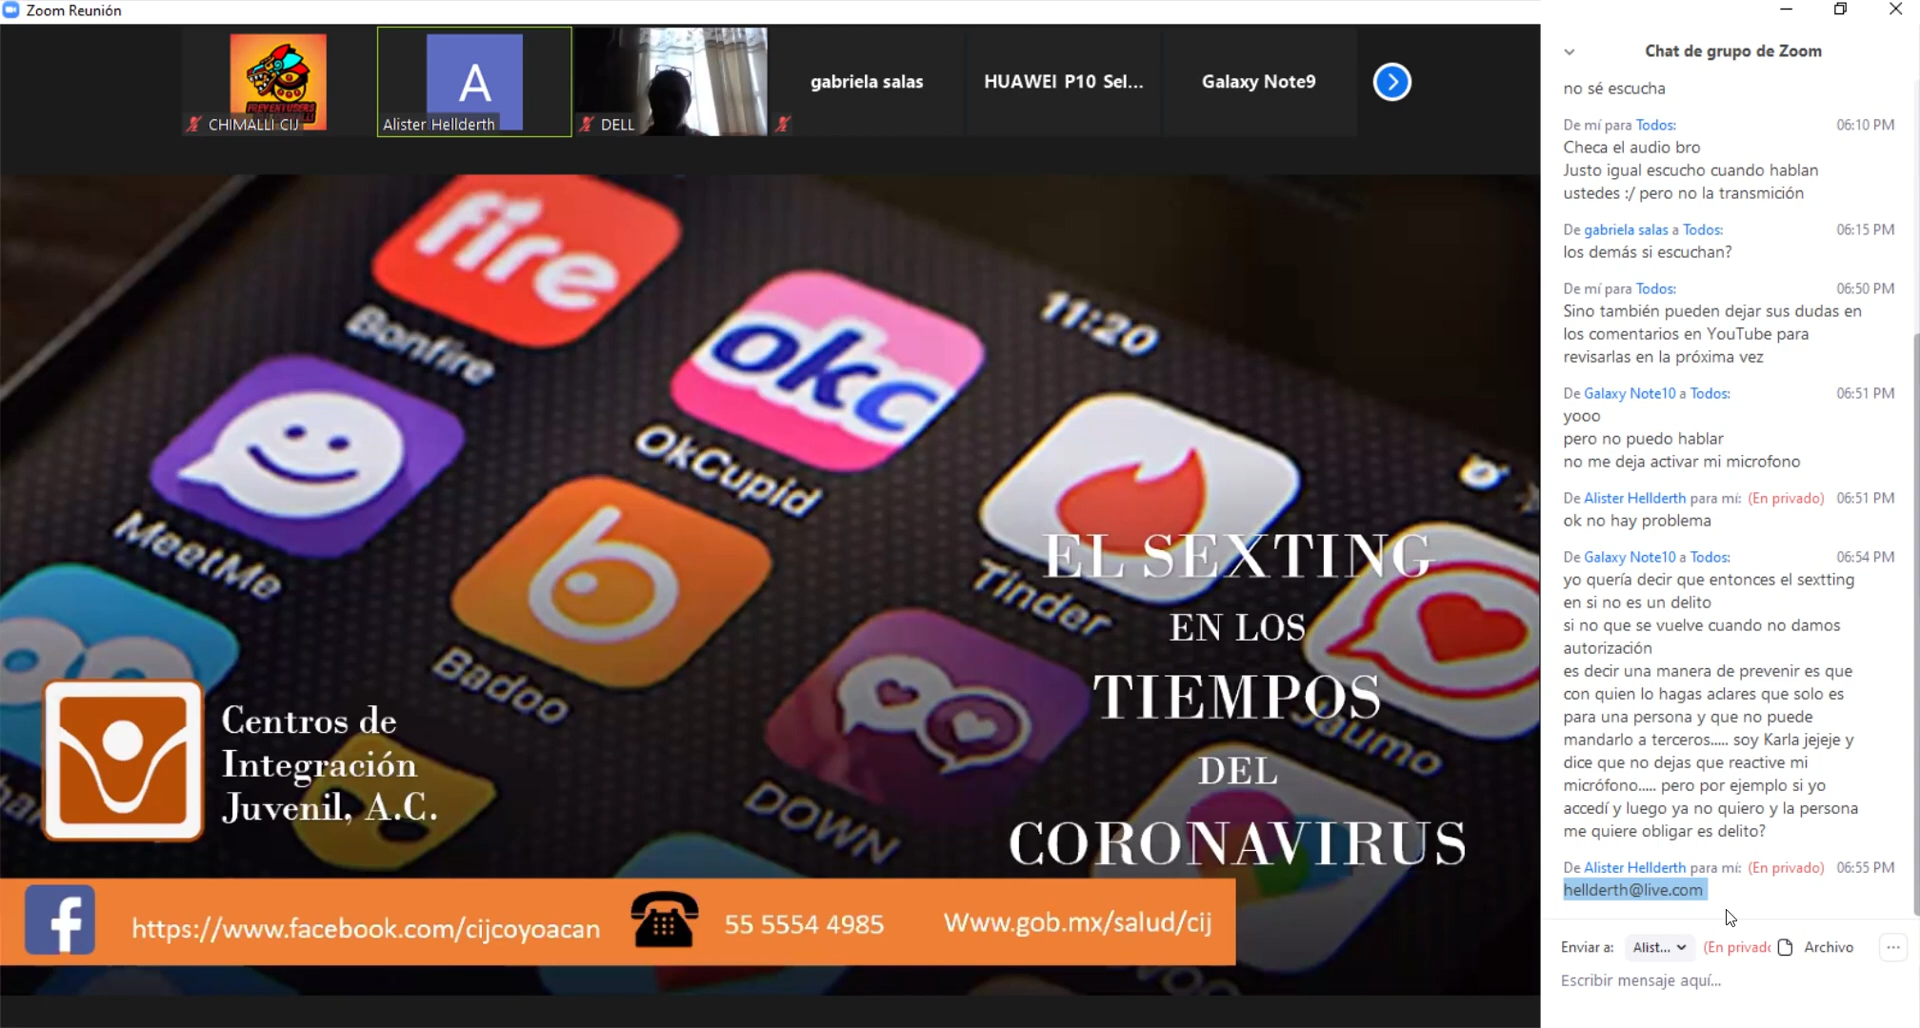 Zoom Reunión
CHIMALLI CIJ
A
Alister Hellderth
DELL
gabriela salas
HUAWEI P10 Sel...
Galaxy Note9
fire
Bonfire
okc
OkCupid
11:20
MeetMe
b
Badoo
Tinder
Jaumo
DOWN
EL SEXTING
EN LOS
TIEMPOS
DEL
CORONAVIRUS
Centros de
Integración
Juvenil, A.C.
f
https://www.facebook.com/cijcoyoacan
55 5554 4985
Www.gob.mx/salud/cij
Chat de grupo de Zoom
no sé escucha
De mí para Todos: 06:10 PM
Checa el audio bro
Justo igual escucho cuando hablan
ustedes :/ pero no la transmición
De gabriela salas a Todos: 06:15 PM
los demás si escuchan?
De mí para Todos: 06:50 PM
Sino también pueden dejar sus dudas en
los comentarios en YouTube para
revisarlas en la próxima vez
De Galaxy Note10 a Todos: 06:51 PM
yooo
pero no puedo hablar
no me deja activar mi microfono
De Alister Hellderth para mí: (En privado) 06:51 PM
ok no hay problema
De Galaxy Note10 a Todos: 06:54 PM
yo quería decir que entonces el sextting
en si no es un delito
si no que se vuelve cuando no damos
autorización
es decir una manera de prevenir es que
con quien lo hagas aclares que solo es
para una persona y que no puede
mandarlo a terceros..... soy Karla jejeje y
dice que no dejas que reactive mi
micrófono..... pero por ejemplo si yo
accedí y luego ya no quiero y la persona
me quiere obligar es delito?
De Alister Hellderth para mí: (En privado) 06:55 PM
hellderth@live.com
Enviar a: Alist... (En privado Archivo ...
Escribir mensaje aquí...